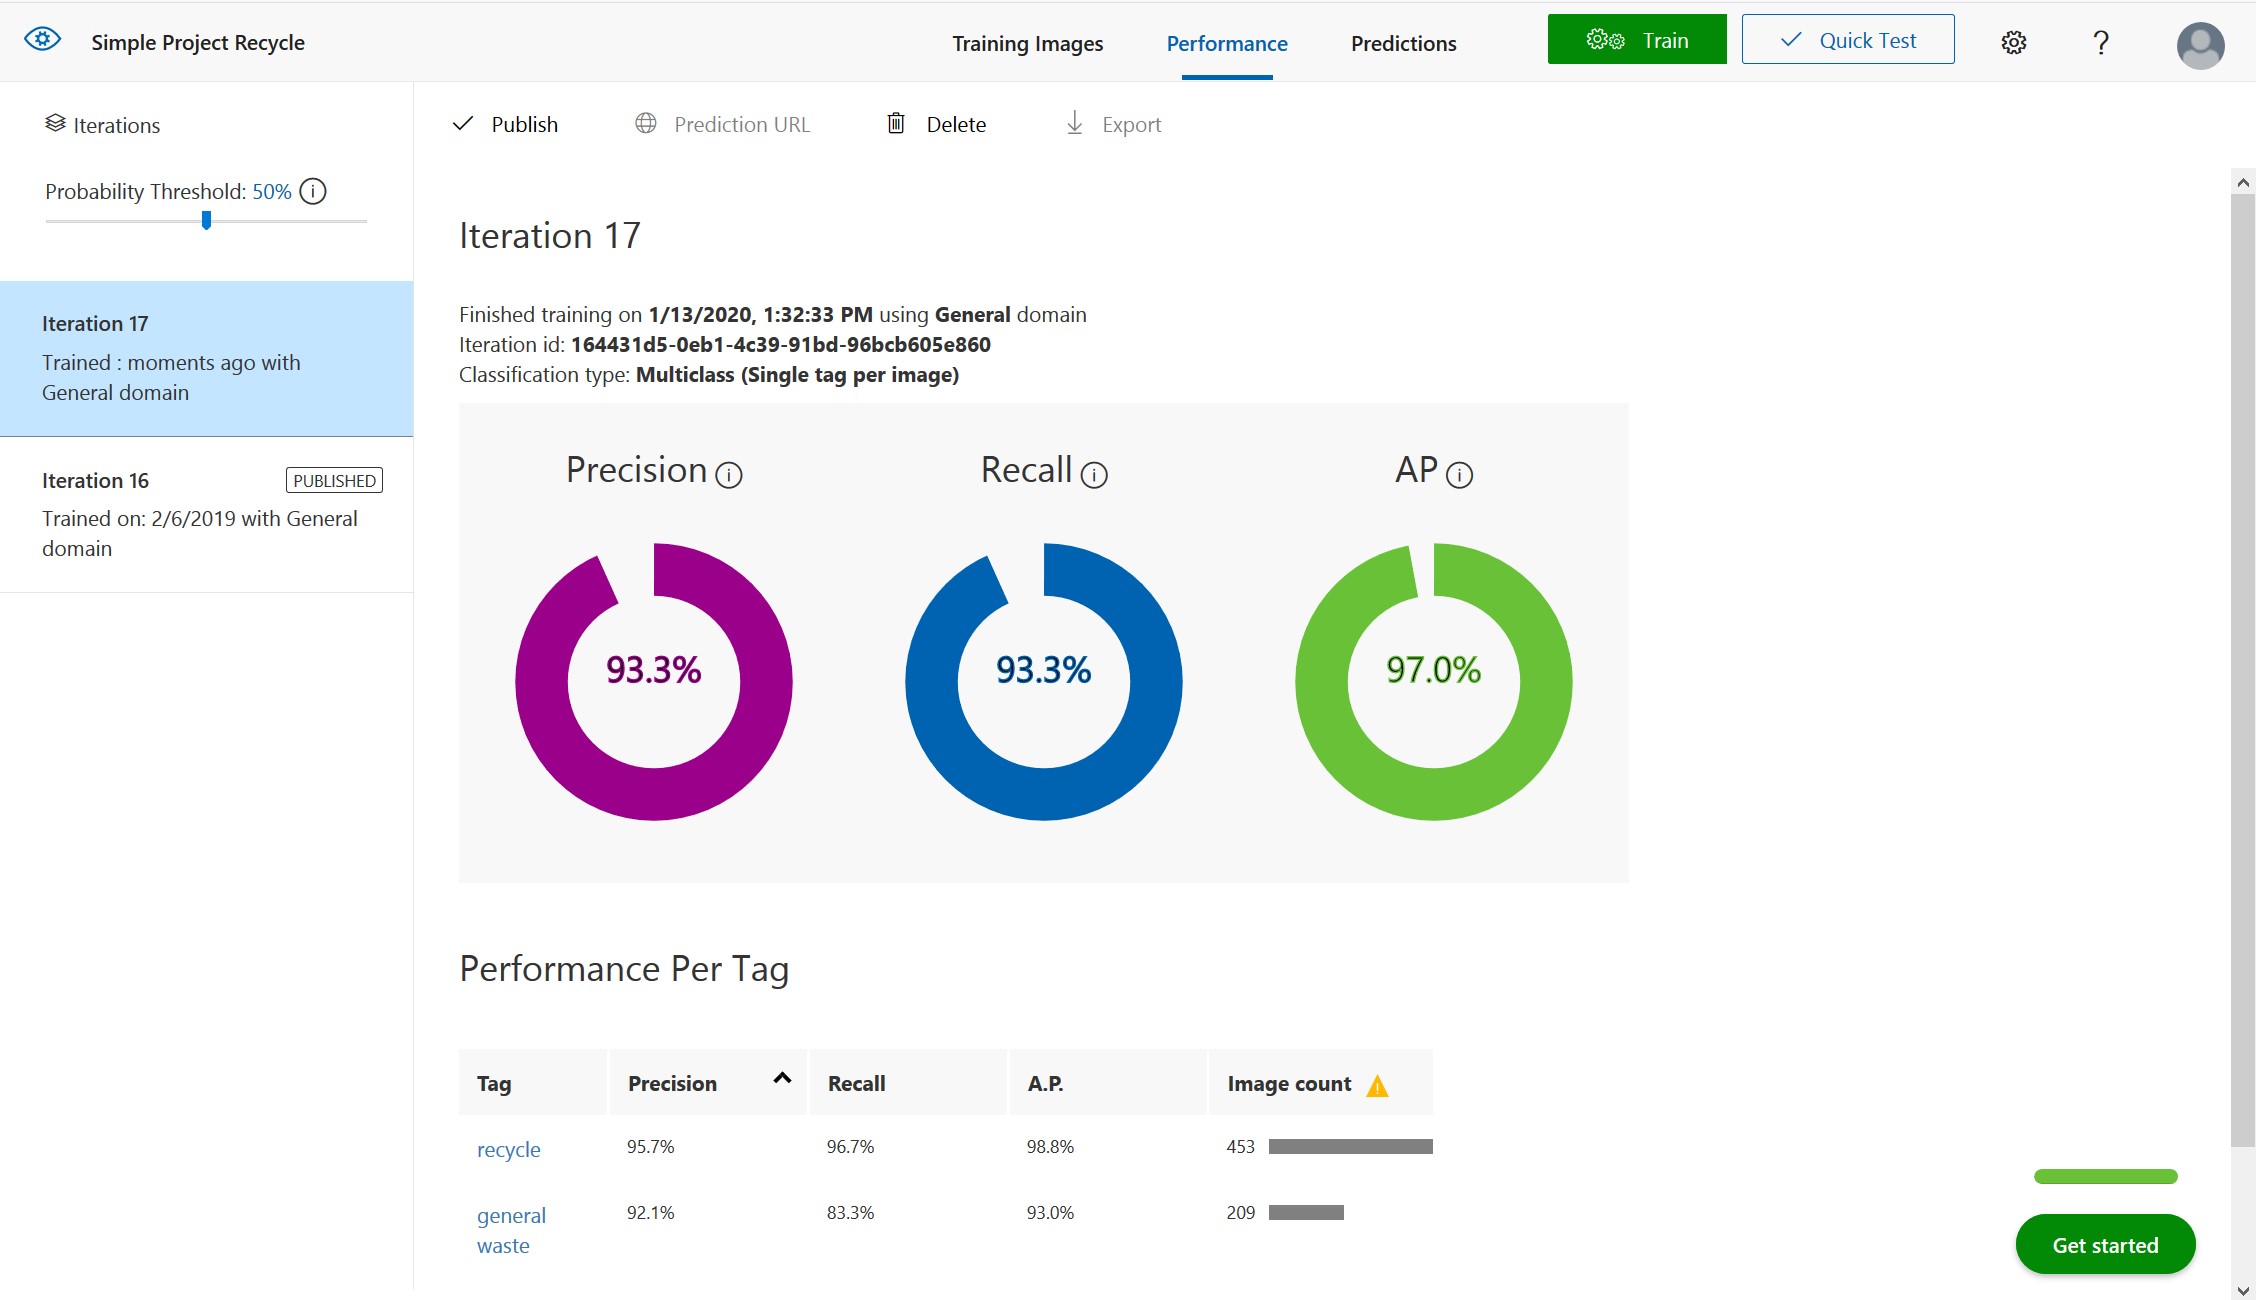 Simple Project Recycle
Training Images
Performance
Predictions
Train
Quick Test
?
Iterations
Probability Threshold: 50% i
Iteration 17
Trained : moments ago with
General domain
Iteration 16
PUBLISHED
Trained on: 2/6/2019 with General
domain
Publish
Prediction URL
Delete
Export
Iteration 17
Finished training on 1/13/2020, 1:32:33 PM using General domain
Iteration id: 164431d5-0eb1-4c39-91bd-96bcb605e860
Classification type: Multiclass (Single tag per image)
Precision i
Recall i
AP i
93.3%
93.3%
97.0%
Performance Per Tag
Tag Precision Recall A.P. Image count !
recycle 95.7% 96.7% 98.8% 453
general 92.1% 83.3% 93.0% 209
waste
Get started